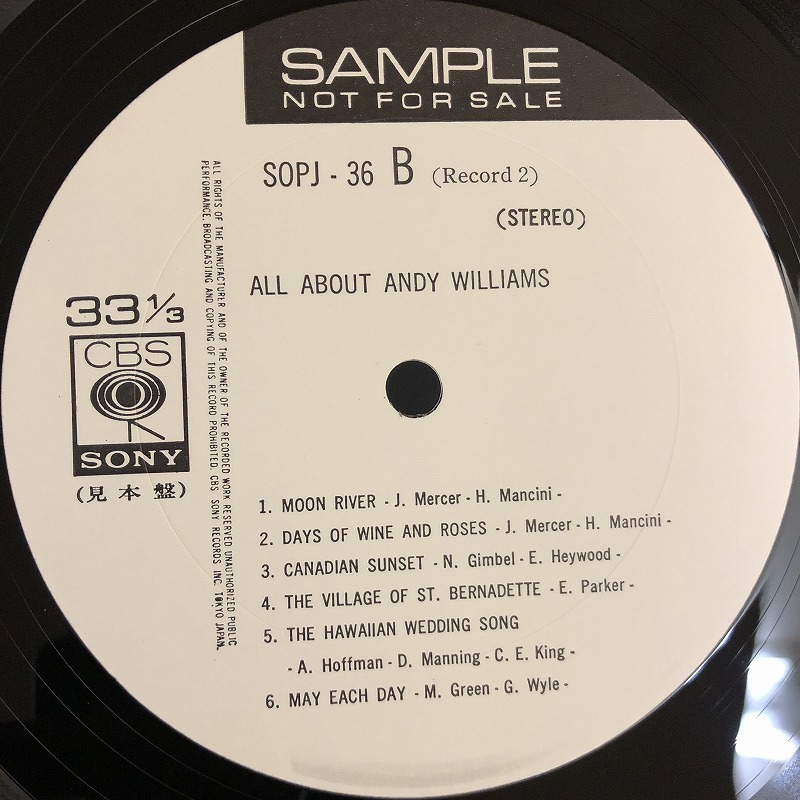 SAMPLE
NOT FOR SALE
SOPJ - 36 B (Record 2)
(STEREO)
ALL ABOUT ANDY WILLIAMS
33 1/3
CBS
SONY
(見本盤)
ALL RIGHTS OF THE MANUFACTURER AND OF THE OWNER OF THE RECORDED WORK RESERVED UNAUTHORIZED PUBLIC
PERFORMANCE, BROADCASTING AND COPYING OF THIS RECORD PROHIBITED. CBS SONY RECORDS INC. TOKYO JAPAN.
1. MOON RIVER - J. Mercer - H. Mancini -
2. DAYS OF WINE AND ROSES - J. Mercer - H. Mancini -
3. CANADIAN SUNSET - N. Gimbel - E. Heywood -
4. THE VILLAGE OF ST. BERNADETTE - E. Parker -
5. THE HAWAIIAN WEDDING SONG
- A. Hoffman - D. Manning - C. E. King -
6. MAY EACH DAY - M. Green - G. Wyle -